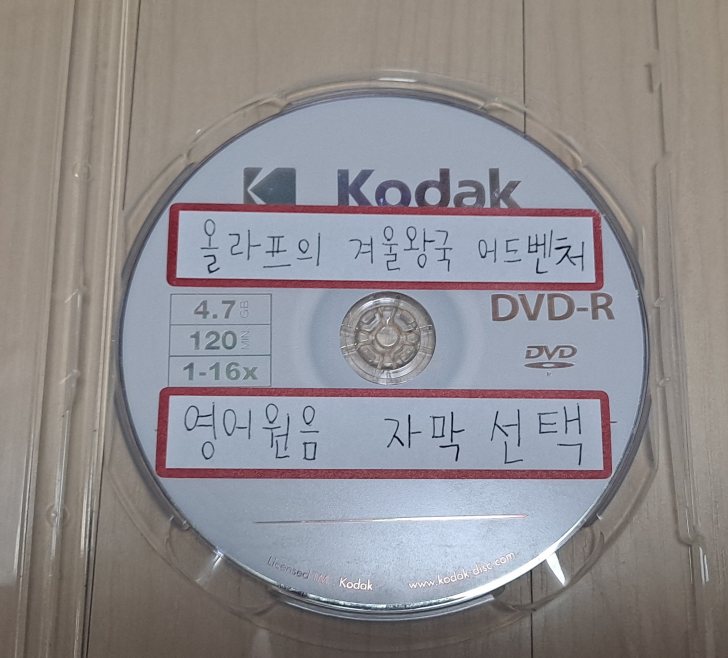 Kodak
올라프의 겨울왕국 어드벤처
4.7 GB
DVD-R
120 MIN
DVD
1-16x
영어원음 자막 선택
Licensed TM Kodak
www.kodak-disc.com